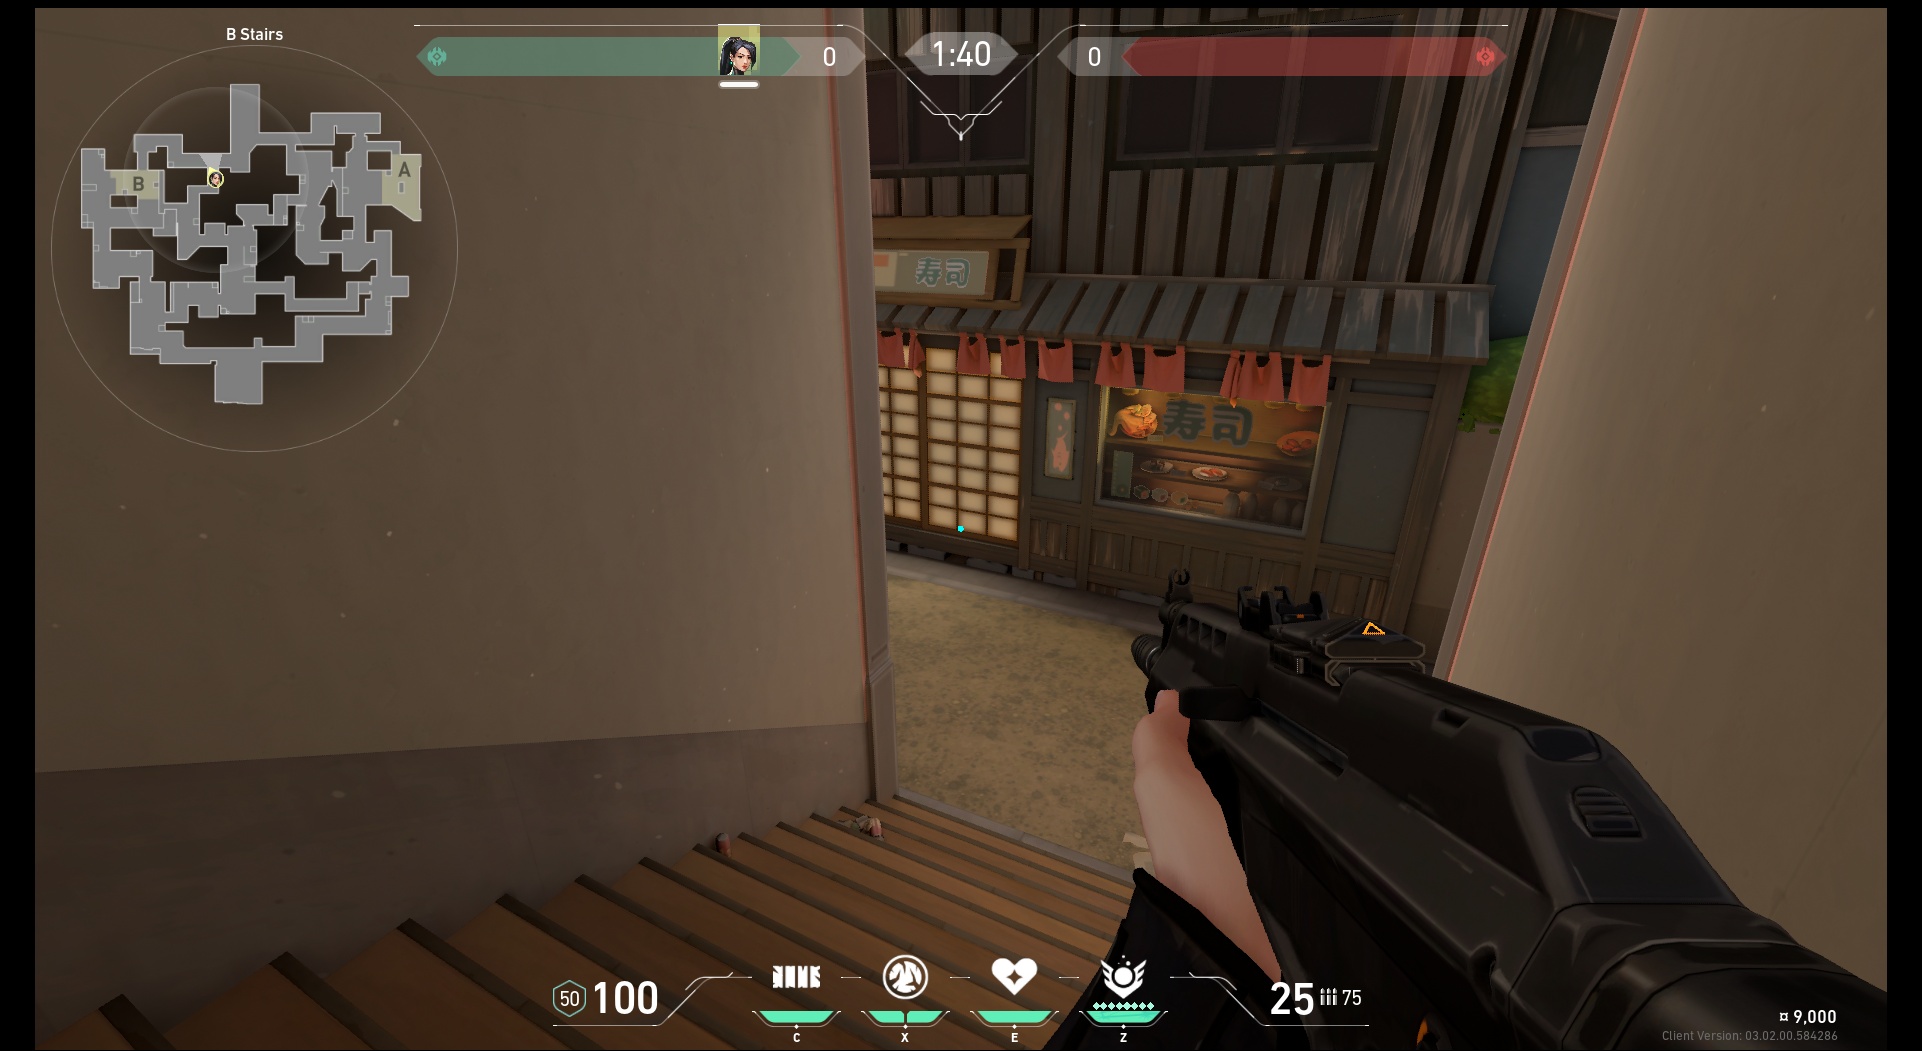 B Stairs
0
1:40
0
B
A
寿司
寿司
50
100
C
X
E
Z
25
75
¤ 9,000
Client Version: 03.02.00.584286